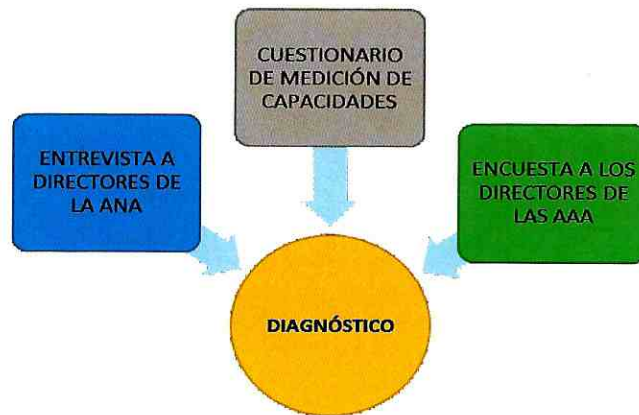 CUESTIONARIO
DE MEDICIÓN DE
CAPACIDADES
ENTREVISTA A
DIRECTORES DE
LA ANA
ENCUESTA A LOS
DIRECTORES DE
LAS AAA
DIAGNÓSTICO